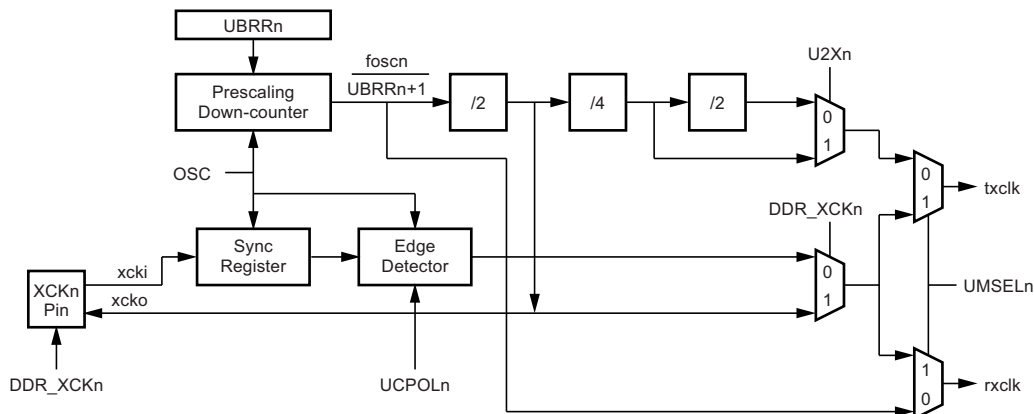 UBRRn
foscn
UBRRn+1
Prescaling
Down-counter
/2
/4
/2
U2Xn
0
1
OSC
0
1
txclk
DDR_XCKn
Sync
Register
Edge
Detector
0
1
xcki
XCKn
Pin
xcko
UMSELn
DDR_XCKn
UCPOLn
1
0
rxclk